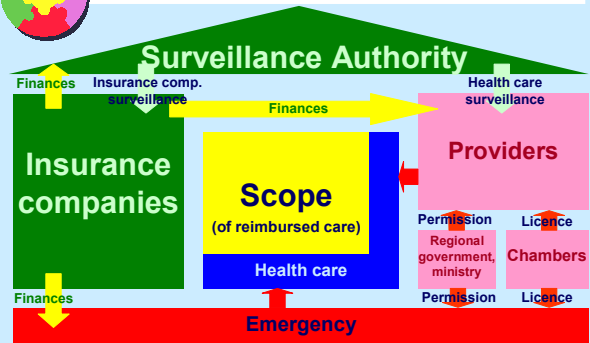 Surveillance Authority
Finances
Insurance comp.
surveillance
Health care
surveillance
Finances
Insurance
companies
Scope
(of reimbursed care)
Health care
Providers
Permission
Licence
Regional
government,
ministry
Chambers
Permission
Licence
Finances
Emergency